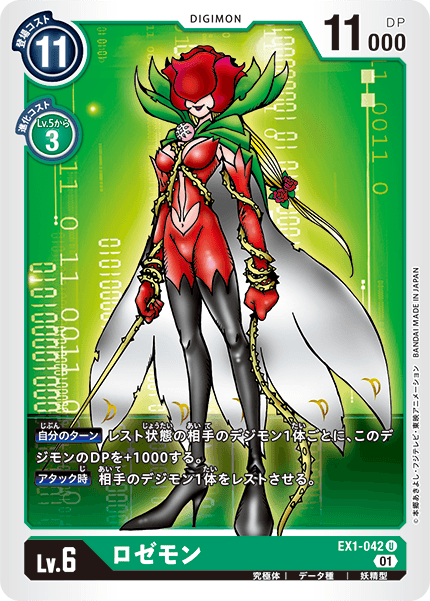 DIGIMON
登場コスト
11
DP
11000
進化コスト
Lv.5から
3
自分のターン レスト状態の相手のデジモン1体ごとに、このデ
ジモンのDPを+1000する。
アタック時 相手のデジモン1体をレストさせる。
©本郷あきよし・フジテレビ・東映アニメーション BANDAI MADE IN JAPAN
Lv.6
ロゼモン
EX1-042 U
01
究極体 データ種 妖精型